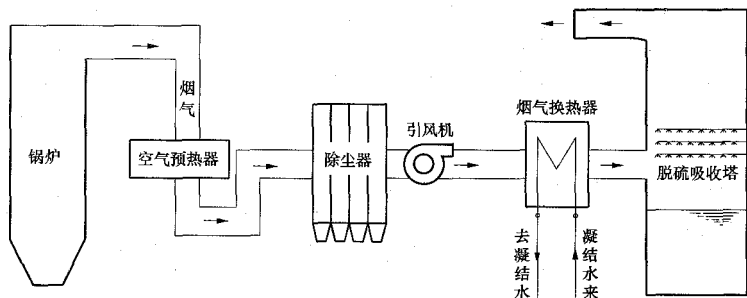 锅炉
烟气
空气预热器
除尘器
引风机
烟气换热器
脱硫吸收塔
去凝结水
凝结水来